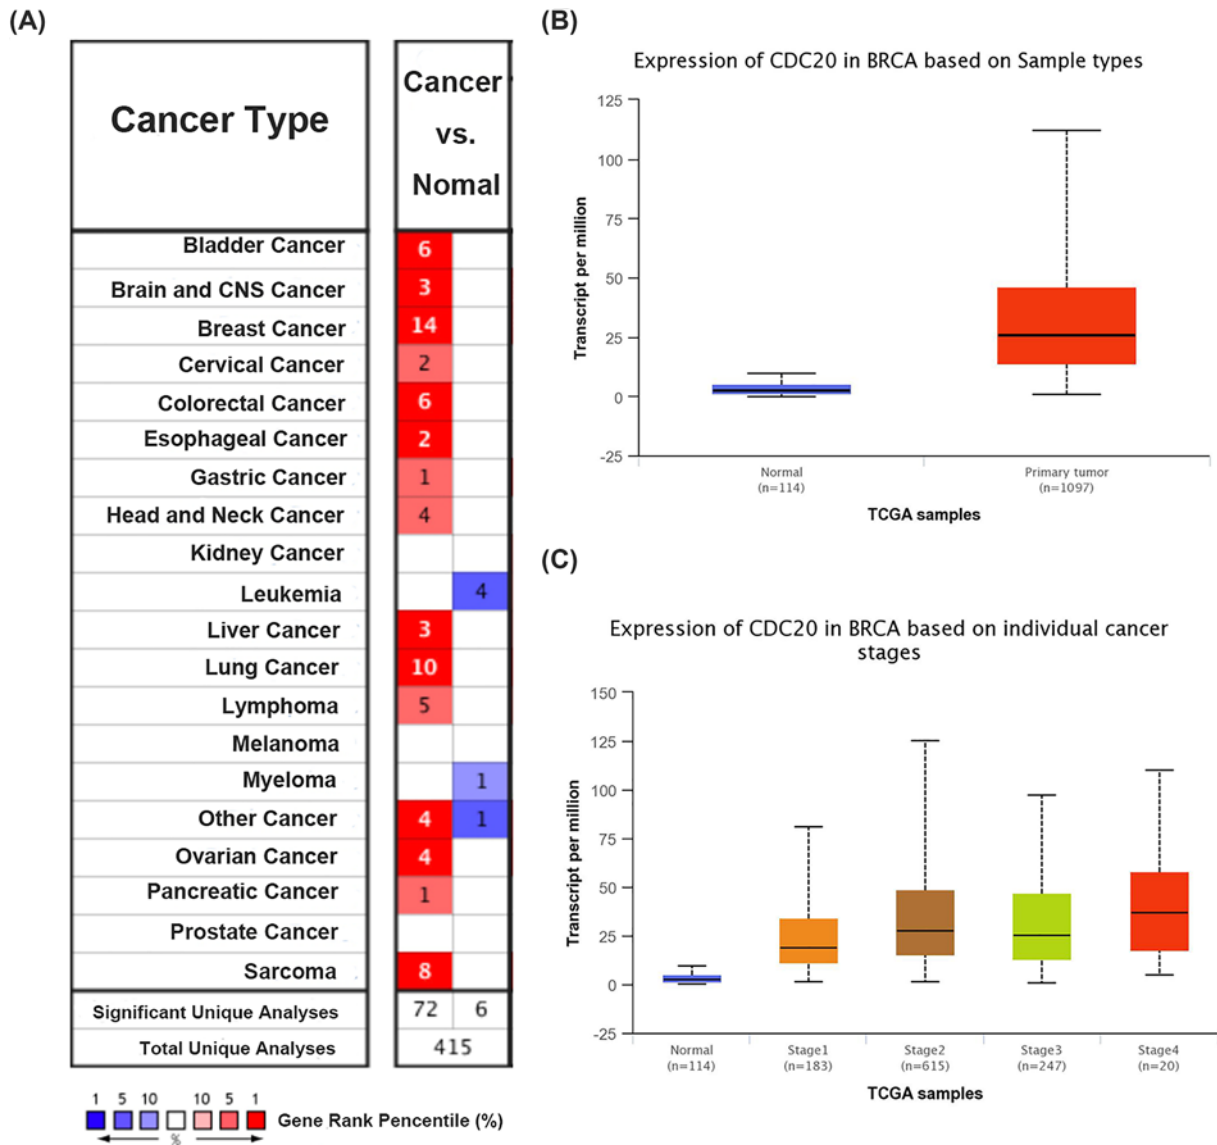 (A)
Cancer Type
Cancer
vs.
Nomal
Bladder Cancer 6
Brain and CNS Cancer 3
Breast Cancer 14
Cervical Cancer 2
Colorectal Cancer 6
Esophageal Cancer 2
Gastric Cancer 1
Head and Neck Cancer 4
Kidney Cancer
Leukemia 4
Liver Cancer 3
Lung Cancer 10
Lymphoma 5
Melanoma
Myeloma 1
Other Cancer 4 1
Ovarian Cancer 4
Pancreatic Cancer 1
Prostate Cancer
Sarcoma 8
Significant Unique Analyses 72 6
Total Unique Analyses 415
1 5 10 10 5 1
Gene Rank Percentile (%)
%
(B)
Expression of CDC20 in BRCA based on Sample types
Transcript per million
125
100
75
50
25
0
-25
Normal
(n=114)
Primary tumor
(n=1097)
TCGA samples
(C)
Expression of CDC20 in BRCA based on individual cancer
stages
Transcript per million
150
125
100
75
50
25
0
-25
Normal
(n=114)
Stage1
(n=183)
Stage2
(n=615)
Stage3
(n=247)
Stage4
(n=20)
TCGA samples